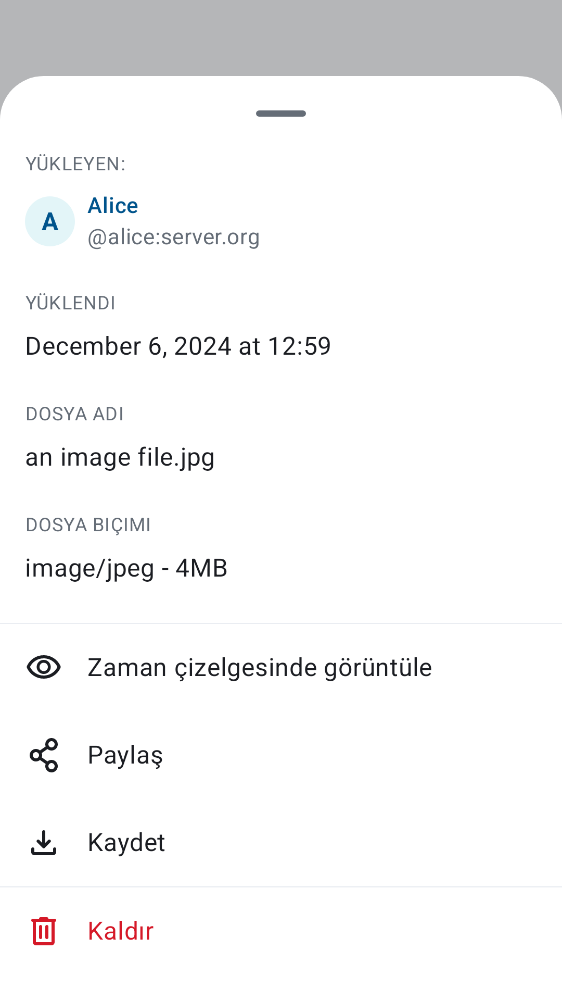 YÜKLEYEN:
A
Alice
@alice:server.org
YÜKLENDI
December 6, 2024 at 12:59
DOSYA ADI
an image file.jpg
DOSYA BIÇIMI
image/jpeg - 4MB
Zaman çizelgesinde görüntüle
Paylaş
Kaydet
Kaldır